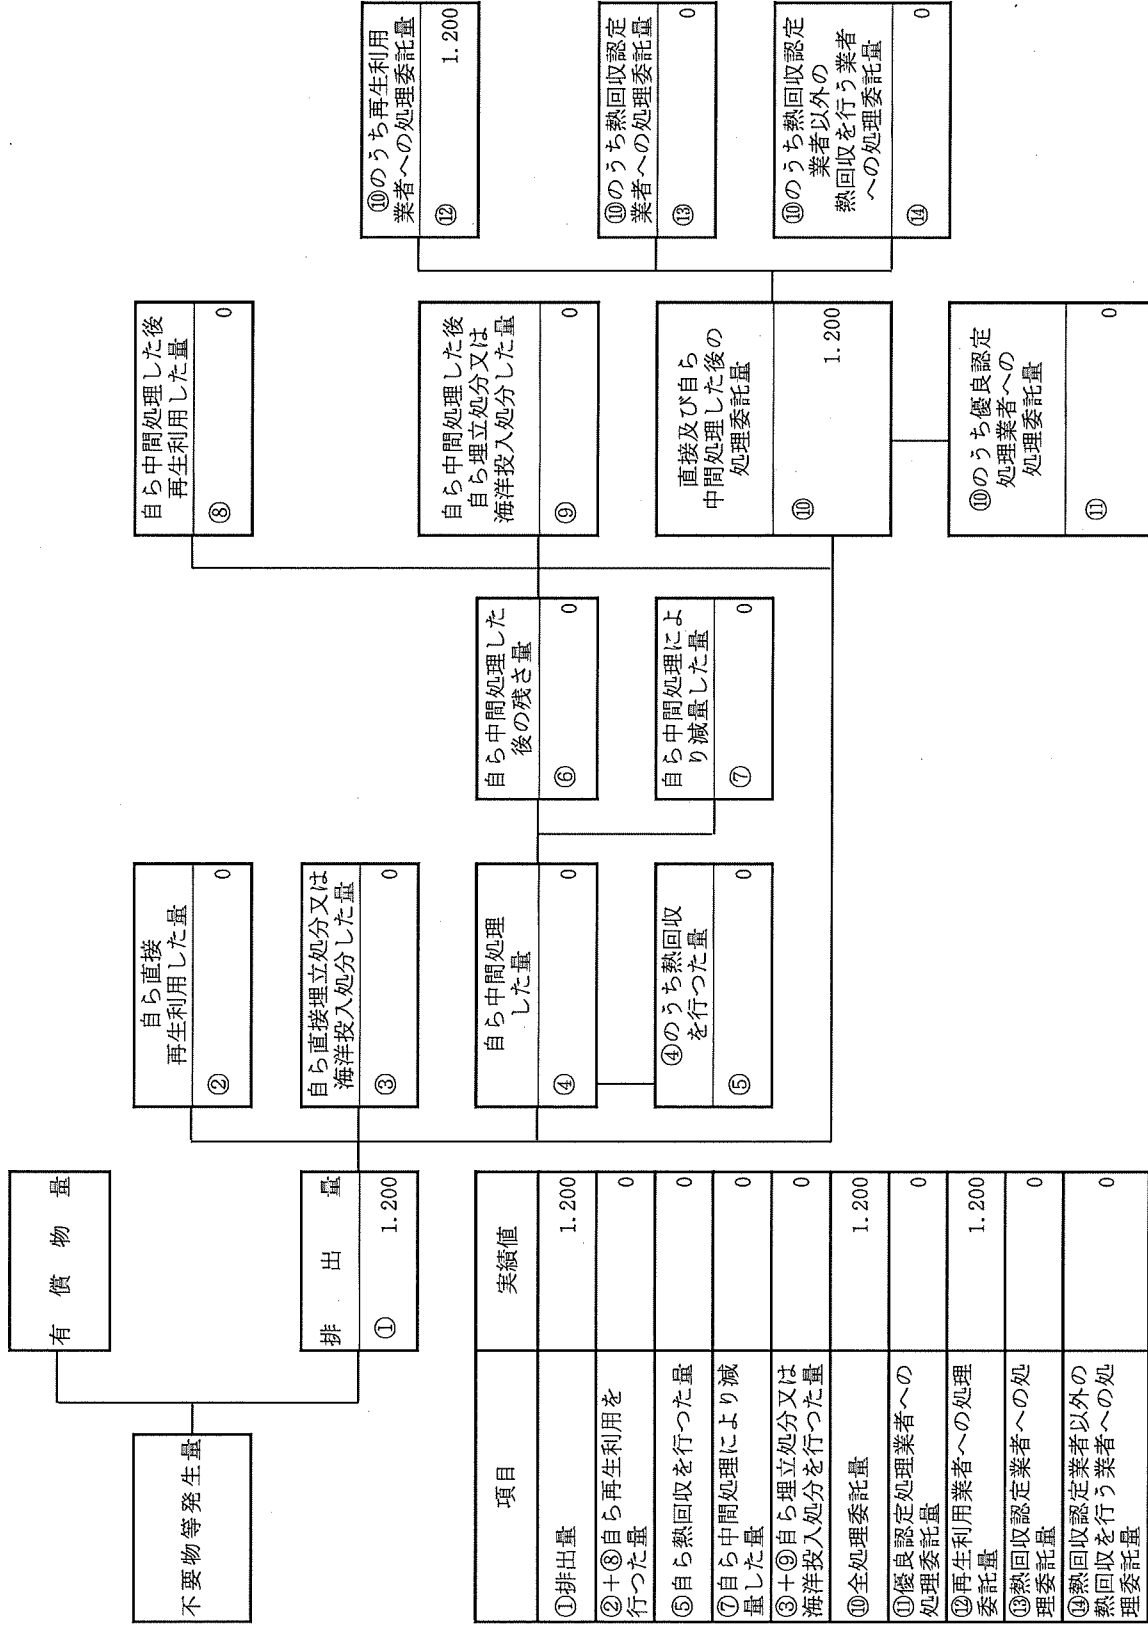 不要物等発生量
有　償　物　量
排　出　量
① 1.200
自ら直接
再生利用した量
② 0
自ら直接埋立処分又は
海洋投入処分した量
③ 0
自ら中間処理
した量
④ 0
④のうち熱回収
を行つた量
⑤ 0
自ら中間処理した
後の残さ量
⑥ 0
自ら中間処理によ
り減量した量
⑦ 0
自ら中間処理した後
再生利用した量
⑧ 0
自ら中間処理した後
自ら埋立処分又は
海洋投入処分した量
⑨ 0
直接及び自ら
中間処理した後の
処理委託量
⑩ 1.200
⑩のうち優良認定
処理業者への
処理委託量
⑪ 0
⑩のうち再生利用
業者への処理委託量
⑫ 1.200
⑩のうち熱回収認定
業者への処理委託量
⑬ 0
⑩のうち熱回収認定
業者以外の
熱回収を行う業者
への処理委託量
⑭ 0
項目 実績値
①排出量 1.200
②+⑧自ら再生利用を
行つた量 0
⑤自ら熱回収を行つた量 0
⑦自ら中間処理により減
量した量 0
③+⑨自ら埋立処分又は
海洋投入処分を行つた量 0
⑩全処理委託量 1.200
⑪優良認定処理業者への
処理委託量 0
⑫再生利用業者への処理
委託量 1.200
⑬熱回収認定業者への処
理委託量 0
⑭熱回収認定業者以外の
熱回収を行う業者への処
理委託量 0